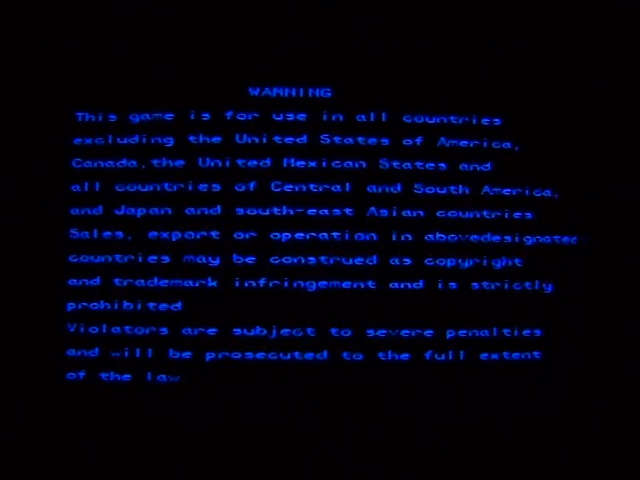 WARNING
This game is for use in all countries
excluding the United States of America,
Canada,the United Mexican States and
all countries of Central and South America,
and Japan and south-east Asian countries
Sales, export or operation in abovedesignated
countries may be construed as copyright
and trademark infringement and is strictly
prohibited
Violators are subject to severe penalties
and will be prosecuted to the full extent
of the law